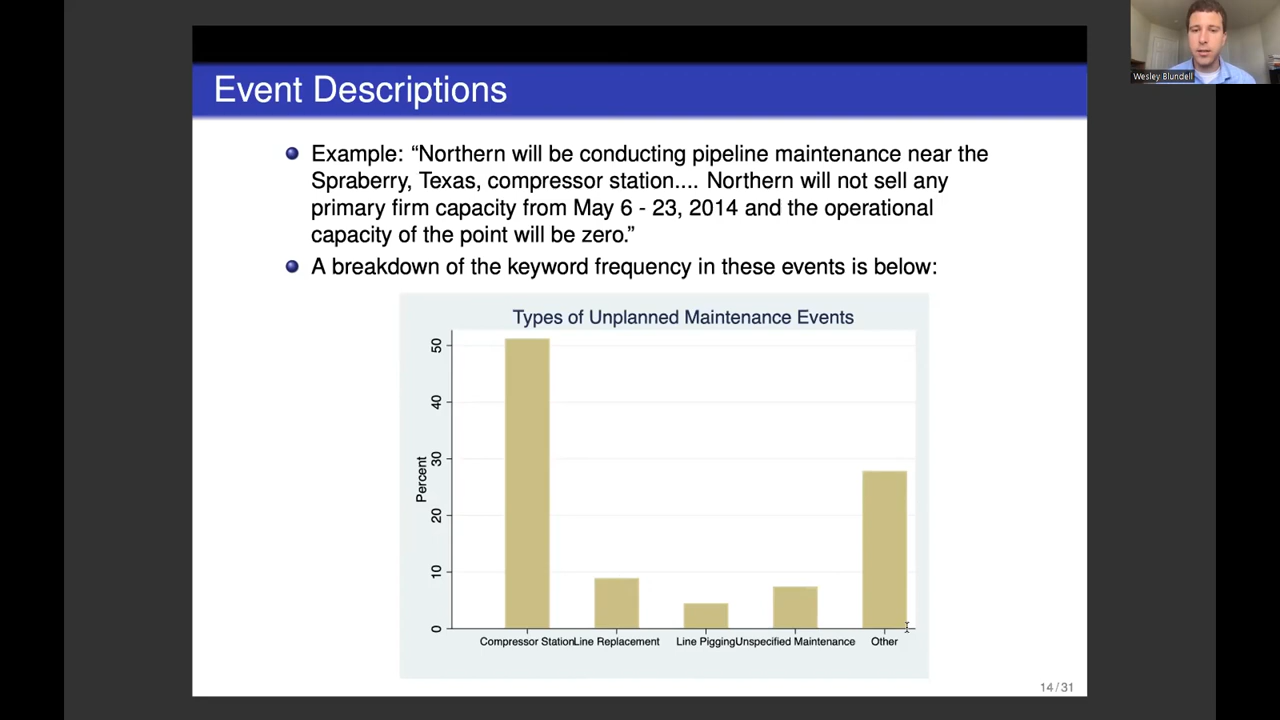 Wesley Blundell
Event Descriptions
Example: “Northern will be conducting pipeline maintenance near the
Spraberry, Texas, compressor station.... Northern will not sell any
primary firm capacity from May 6 - 23, 2014 and the operational
capacity of the point will be zero.”
A breakdown of the keyword frequency in these events is below:
Types of Unplanned Maintenance Events
Percent
50
40
30
20
10
0
Compressor Station Line Replacement Line Pigging Unspecified Maintenance Other
14 / 31